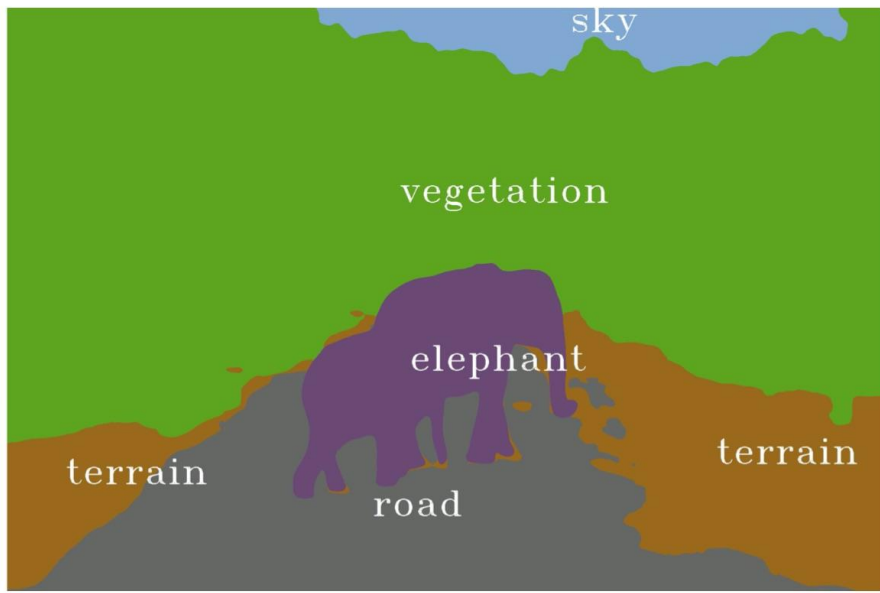 sky
vegetation
elephant
terrain
terrain
road